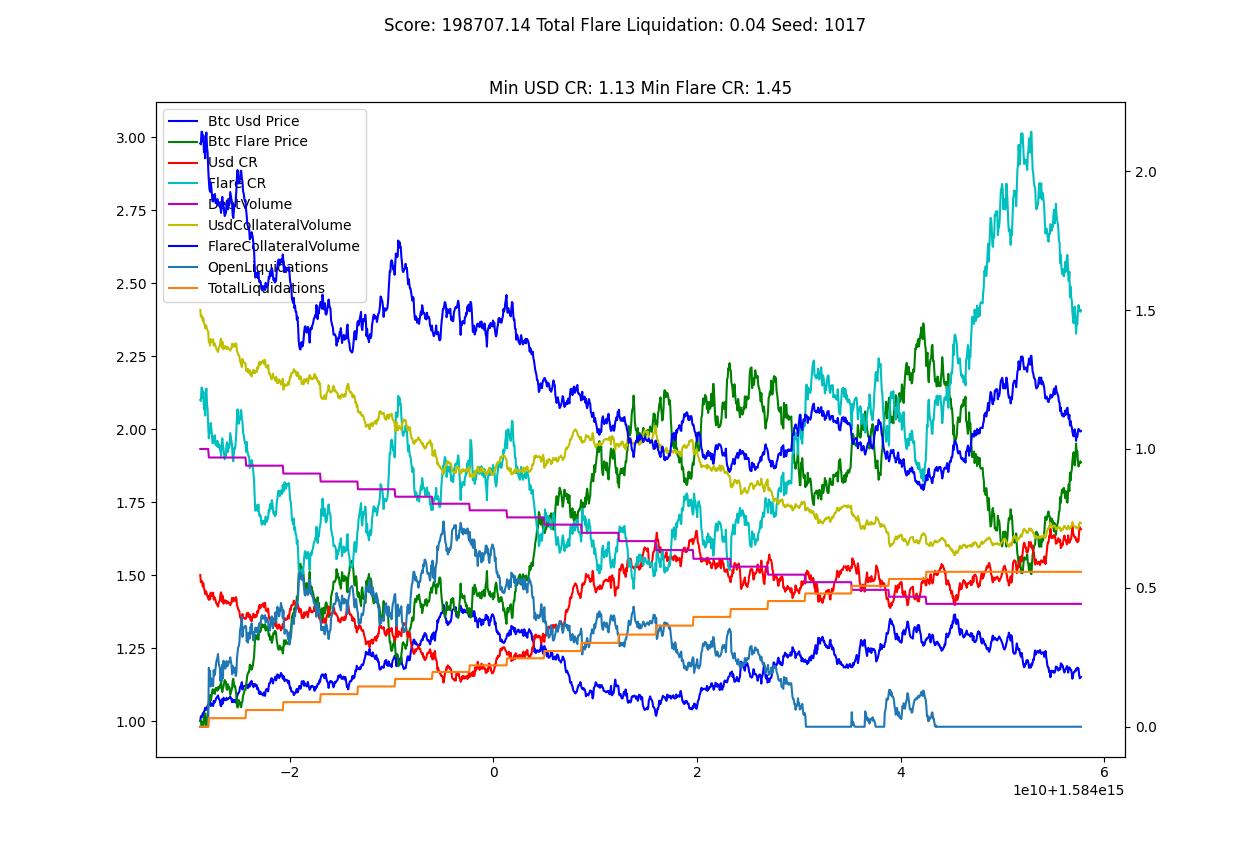 Score: 198707.14 Total Flare Liquidation: 0.04 Seed: 1017
Min USD CR: 1.13 Min Flare CR: 1.45
Btc Usd Price
Btc Flare Price
Usd CR
Flare CR
DebtVolume
UsdCollateralVolume
FlareCollateralVolume
OpenLiquidations
TotalLiquidations
3.00
2.75
2.50
2.25
2.00
1.75
1.50
1.25
1.00
2.0
1.5
1.0
0.5
0.0
−2 0 2 4 6
1e10+1.584e15